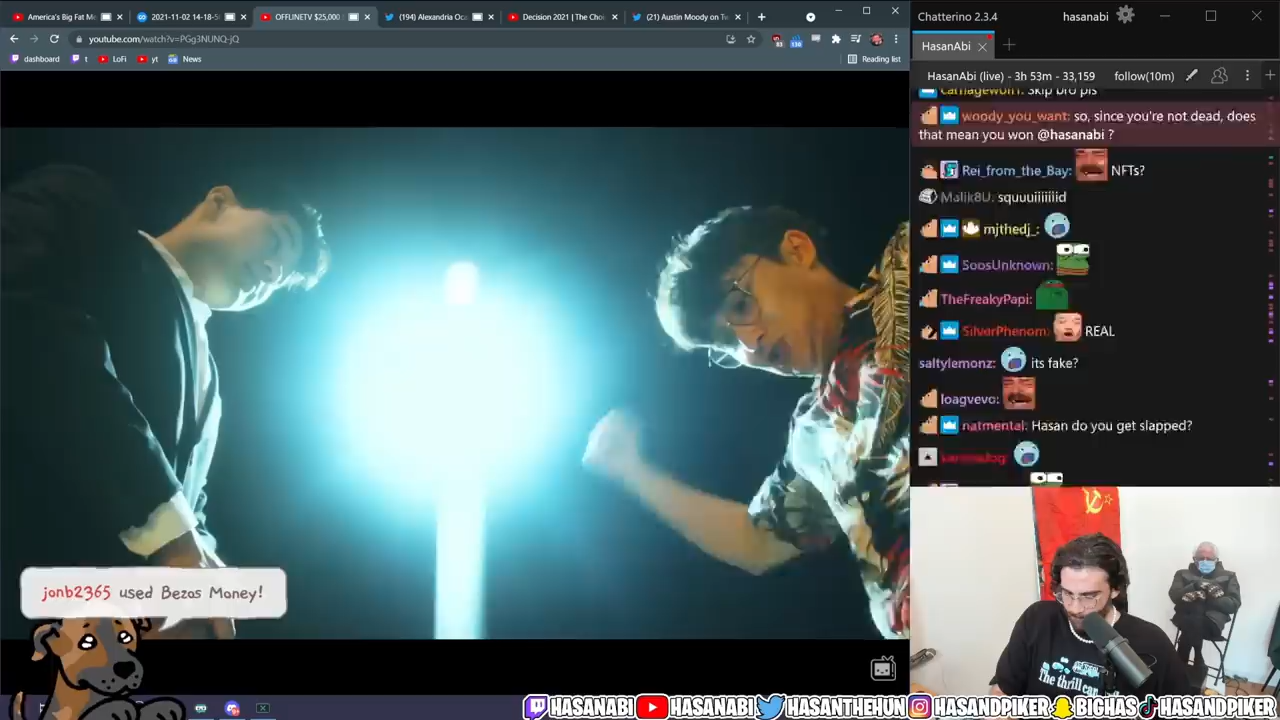 America's Big Fat M
2021-11-02 14-18-5
OFFLINETV $25,000
(194) Alexandria Oca
Decision 2021 | The Cho
(21) Austin Moody on Tw
youtube.com/watch?v=PGg3NUNQ-jQ
dashboard
t
LoFi
yt
News
Reading list
Chatterino 2.3.4
hasanabi
HasanAbi
HasanAbi (live) - 3h 53m - 33,159
follow(10m)
Skip bro pls
woody_you_want: so, since you're not dead, does
that mean you won @hasanabi ?
Rei_from_the_Bay: NFTs?
Malik8U: squuuiiiiiid
mjthedj_:
SoosUnknown:
TheFreakyPapi:
SilverPhenom: REAL
saltylemonz: its fake?
loagvevo:
natmental: Hasan do you get slapped?
jonb2365 used Bezos Money!
The thrill
HASANABI HASANABI HASANTHEHUN HASANDPIKER BIGHAS HASANDPIKER